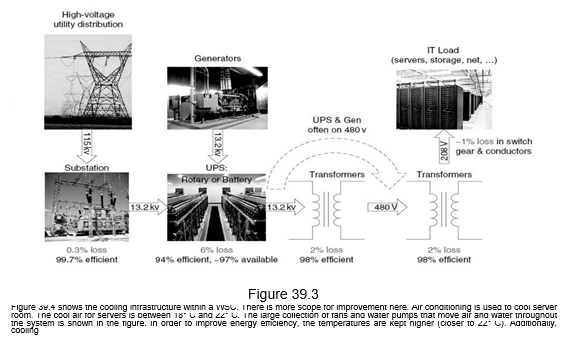 High-voltage
utility distribution
Generators
IT Load
(servers, storage, net, ...)
UPS & Gen
often on 480 v
115 kv
13.2 kv
208 V
~1% loss in switch
gear & conductors
Substation
UPS:
Rotary or Battery
Transformers
Transformers
13.2 kv
13.2 kv
480 V
0.3% loss
99.7% efficient
6% loss
94% efficient, ~97% available
2% loss
98% efficient
2% loss
98% efficient
Figure 39.3
Figure 39.4 shows the cooling infrastructure within a WSC. There is more scope for improvement here. Air conditioning is used to cool server
room. The cool air for servers is between 18° C and 22° C. The large collection of fans and water pumps that move air and water throughout
the system is shown in the figure. In order to improve energy efficiency, the temperatures are kept higher (closer to 22° C). Additionally,
cooling